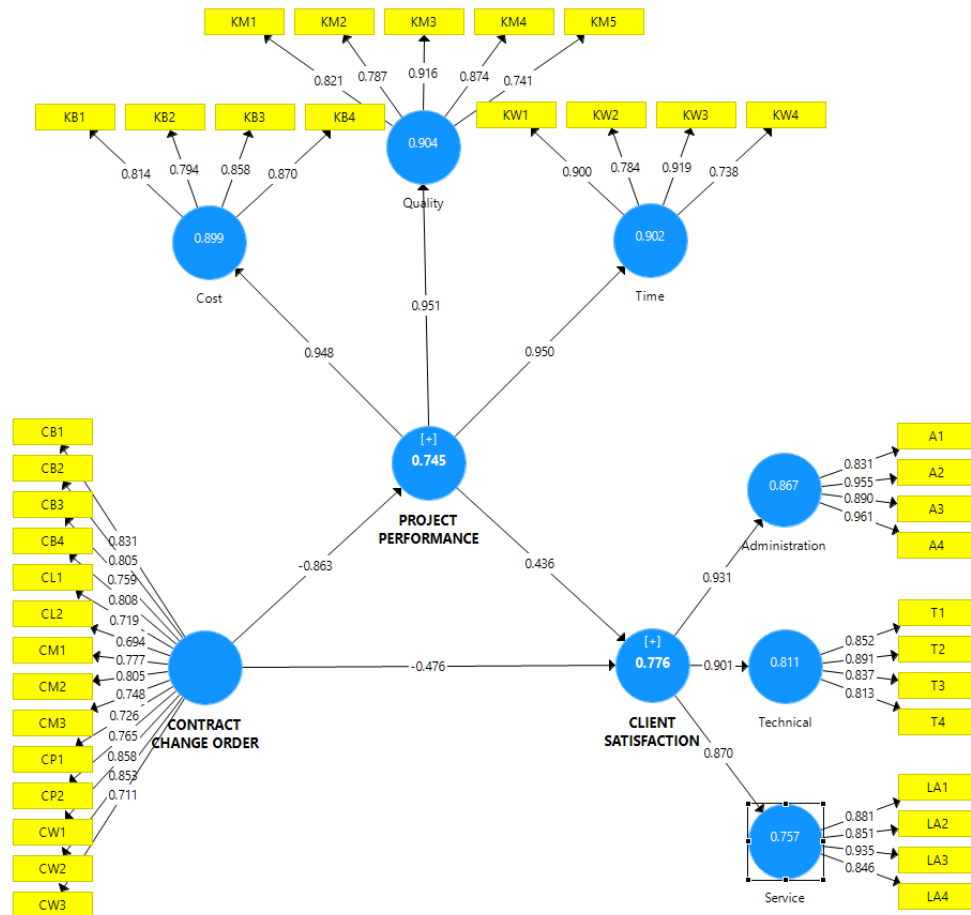 KM1 KM2 KM3 KM4 KM5
0.821 0.787 0.916 0.874 0.741
KB1 KB2 KB3 KB4
0.814 0.794 0.858 0.870
KW1 KW2 KW3 KW4
0.900 0.784 0.919 0.738
0.904
Quality
0.899
Cost
0.902
Time
0.948
0.951
0.950
[+]
0.745
PROJECT
PERFORMANCE
-0.863
0.436
-0.476
CB1
CB2
CB3
CB4
CL1
CL2
CM1
CM2
CM3
CP1
CP2
CW1
CW2
CW3
0.831
0.805
0.759
0.808
0.719
0.694
0.777
0.805
0.748
0.726
0.765
0.858
0.853
0.711
CONTRACT
CHANGE ORDER
[+]
0.776
CLIENT
SATISFACTION
0.931
0.901
0.870
0.867
Administration
0.831
0.955
0.890
0.961
A1
A2
A3
A4
0.811
Technical
0.852
0.891
0.837
0.813
T1
T2
T3
T4
0.757
Service
0.881
0.851
0.935
0.846
LA1
LA2
LA3
LA4